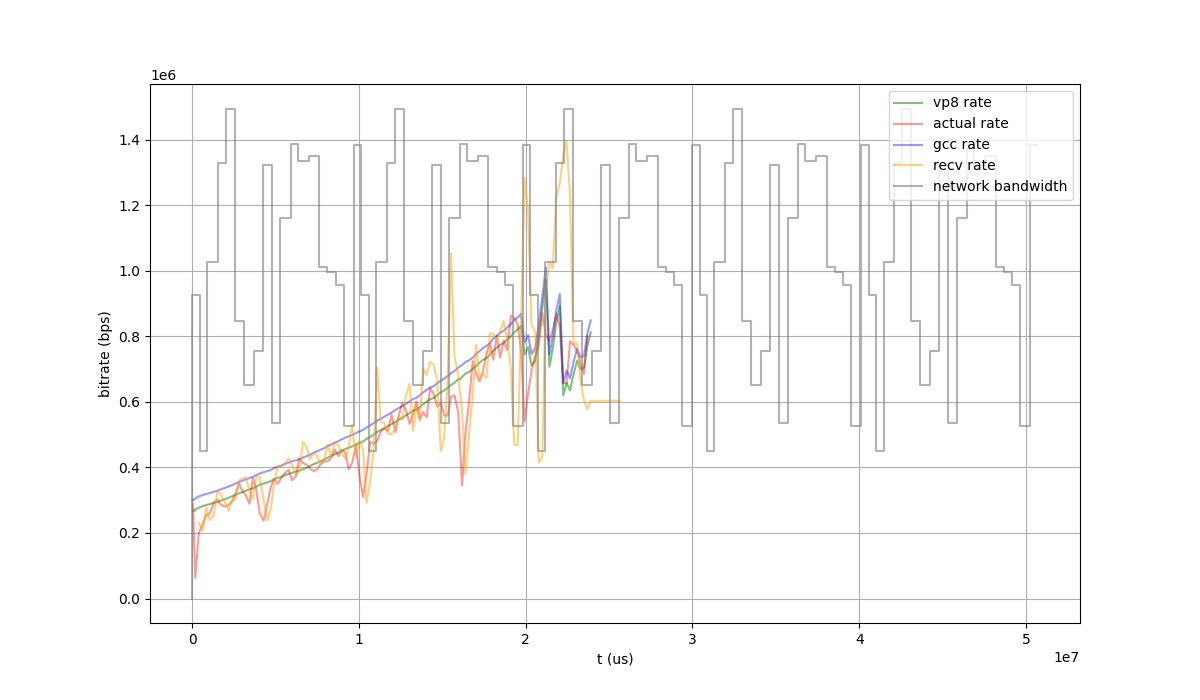 1e6
bitrate (bps)
1.4
1.2
1.0
0.8
0.6
0.4
0.2
0.0
vp8 rate
actual rate
gcc rate
recv rate
network bandwidth
0 1 2 3 4 5
t (us)
1e7